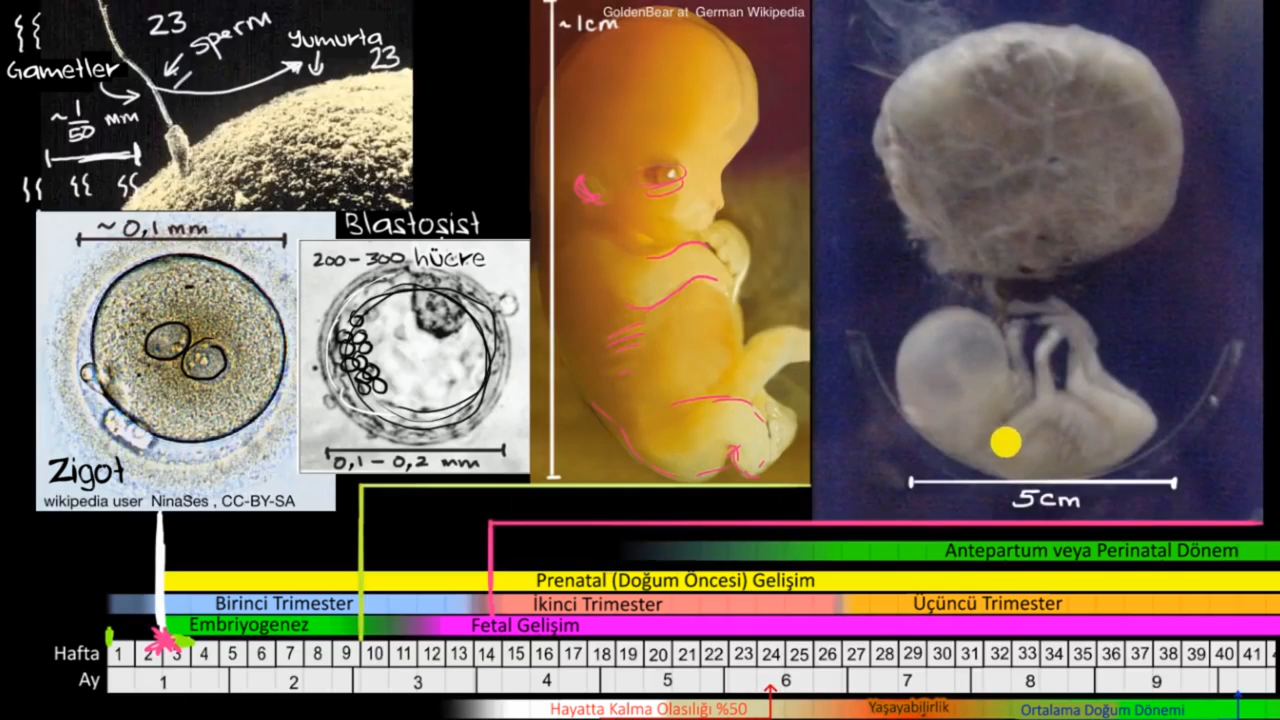 23
sperm
Yumurta
23
Gametler
~ 1/50 mm
~ 0,1 mm
Zigot
wikipedia user NinaSes , CC-BY-SA
Blastosist
200-300 hücre
0,1 - 0,2 mm
GoldenBear at German Wikipedia
~1cm
5cm
Antepartum veya Perinatal Dönem
Prenatal (Doğum Öncesi) Gelişim
Birinci Trimester İkinci Trimester Üçüncü Trimester
Embriyogenez Fetal Gelişim
Hafta 1 2 3 4 5 6 7 8 9 10 11 12 13 14 15 16 17 18 19 20 21 22 23 24 25 26 27 28 29 30 31 32 33 34 35 36 37 38 39 40 41
Ay 1 2 3 4 5 6 7 8 9
Hayatta Kalma Olasılığı %50 Yaşayabilirlik Ortalama Doğum Dönemi